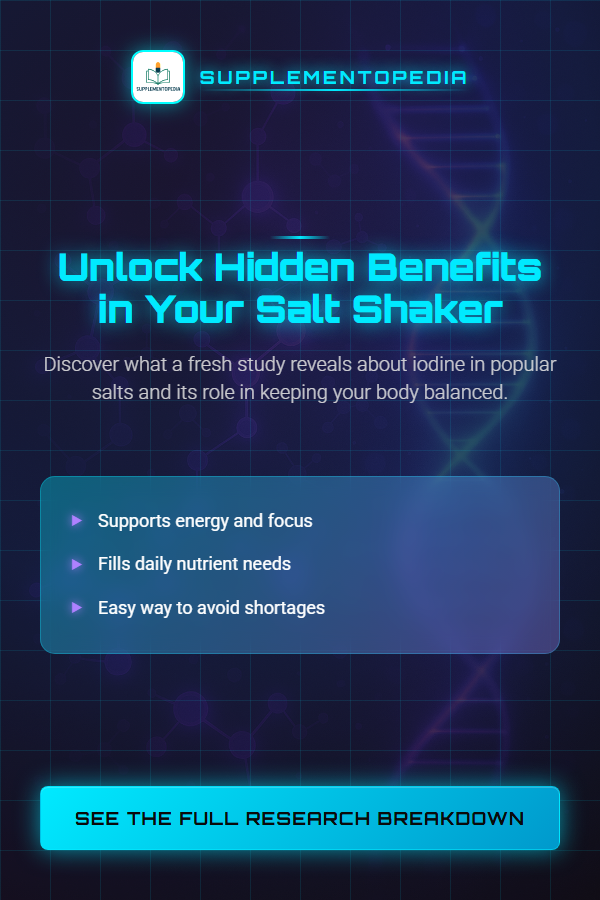 SUPPLEMENTOPEDIA
SUPPLEMENTOPEDIA
Unlock Hidden Benefits
in Your Salt Shaker
Discover what a fresh study reveals about iodine in popular
salts and its role in keeping your body balanced.
Supports energy and focus
Fills daily nutrient needs
Easy way to avoid shortages
SEE THE FULL RESEARCH BREAKDOWN